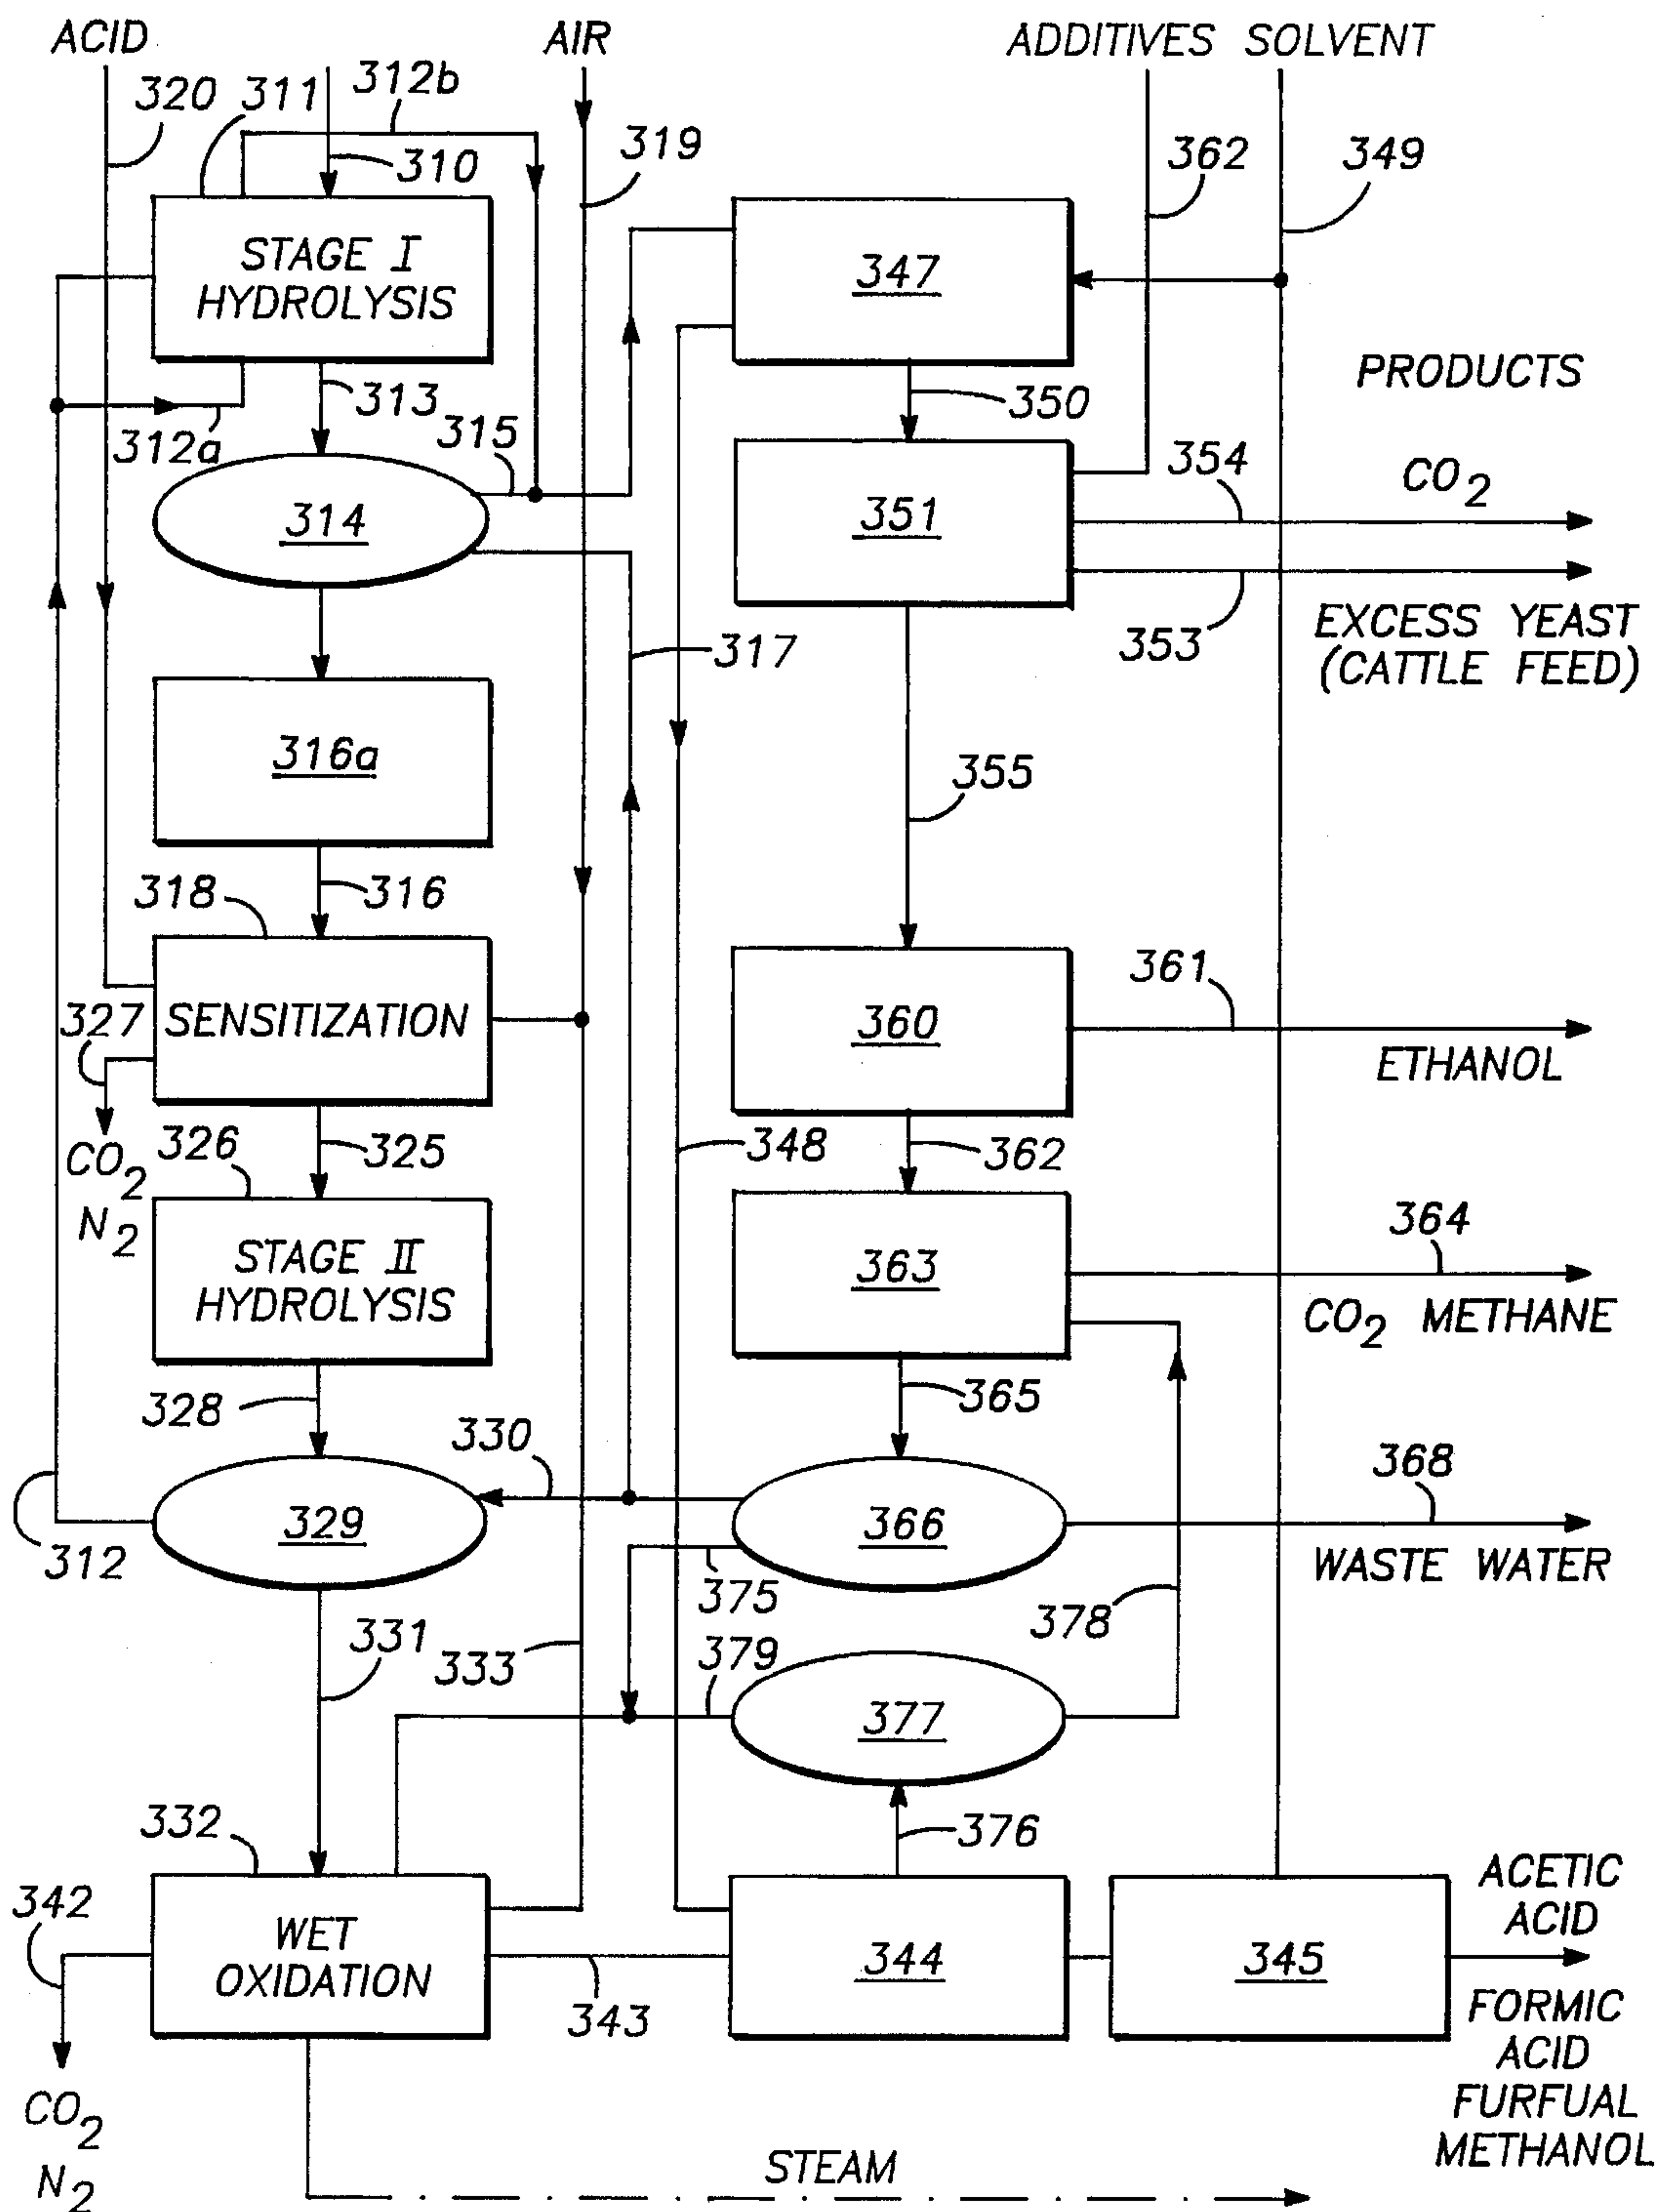 ACID
AIR
ADDITIVES SOLVENT
320
311
312b
310
319
362
349
STAGE I
HYDROLYSIS
347
PRODUCTS
313
350
312a
315
354
CO2
314
351
353
EXCESS YEAST
(CATTLE FEED)
317
316a
355
318
316
361
327
SENSITIZATION
360
ETHANOL
CO2
N2
326
325
348
362
364
STAGE II
HYDROLYSIS
363
CO2 METHANE
328
365
330
368
329
366
312
WASTE WATER
375
378
331
333
379
377
332
376
342
ACETIC
ACID
WET
OXIDATION
344
345
343
FORMIC
ACID
FURFUAL
METHANOL
CO2
N2
STEAM